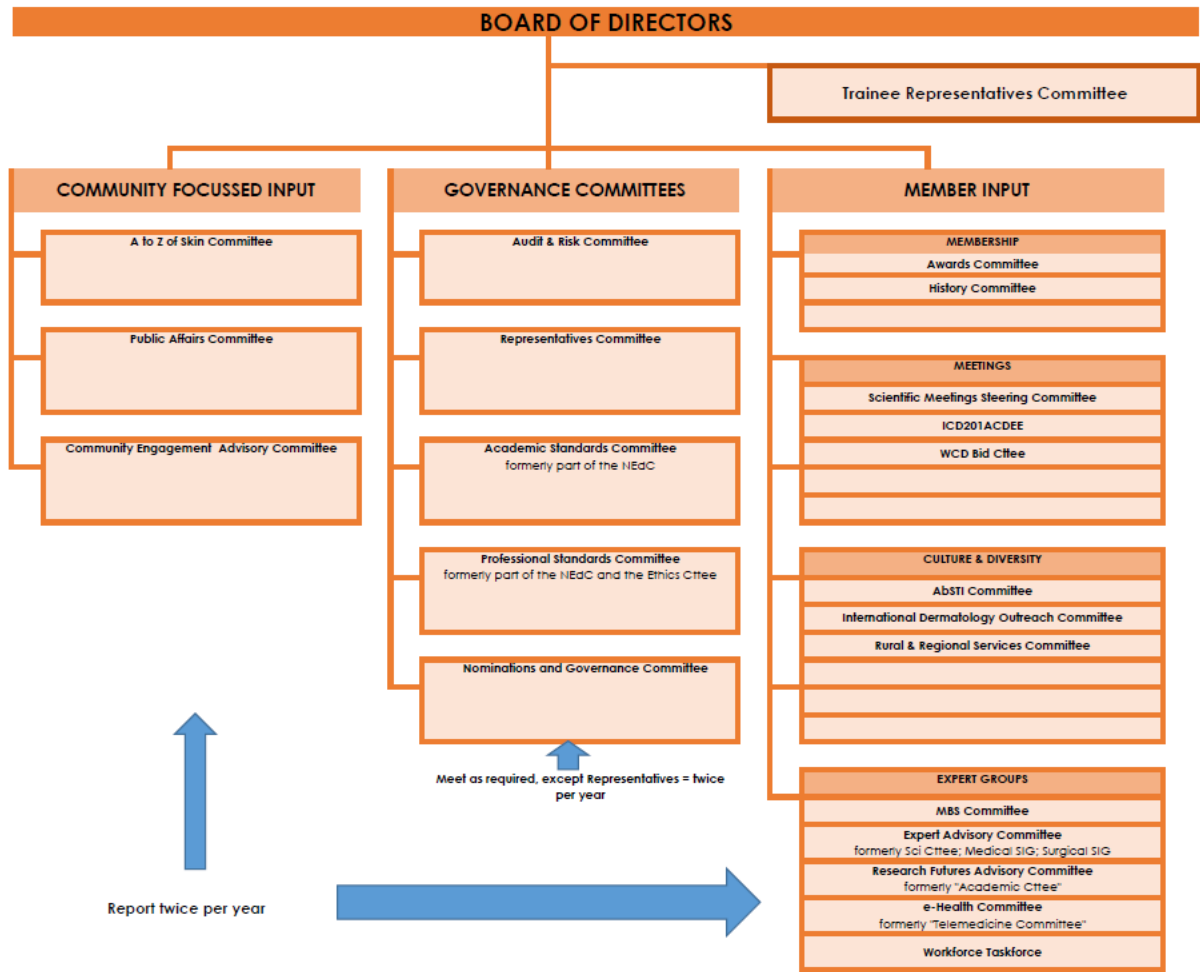 BOARD OF DIRECTORS
Trainee Representatives Committee
COMMUNITY FOCUSSED INPUT
A to Z of Skin Committee
Public Affairs Committee
Community Engagement Advisory Committee
GOVERNANCE COMMITTEES
Audit & Risk Committee
Representatives Committee
Academic Standards Committee
formerly part of the NEdC
Professional Standards Committee
formerly part of the NEdC and the Ethics Cttee
Nominations and Governance Committee
Meet as required, except Representatives = twice
per year
MEMBER INPUT
MEMBERSHIP
Awards Committee
History Committee
MEETINGS
Scientific Meetings Steering Committee
ICD201ACDEE
WCD Bid Cttee
CULTURE & DIVERSITY
AbSTI Committee
International Dermatology Outreach Committee
Rural & Regional Services Committee
EXPERT GROUPS
MBS Committee
Expert Advisory Committee
formerly Sci Cttee; Medical SIG; Surgical SIG
Research Futures Advisory Committee
formerly "Academic Cttee"
e-Health Committee
formerly "Telemedicine Committee"
Workforce Taskforce
Report twice per year